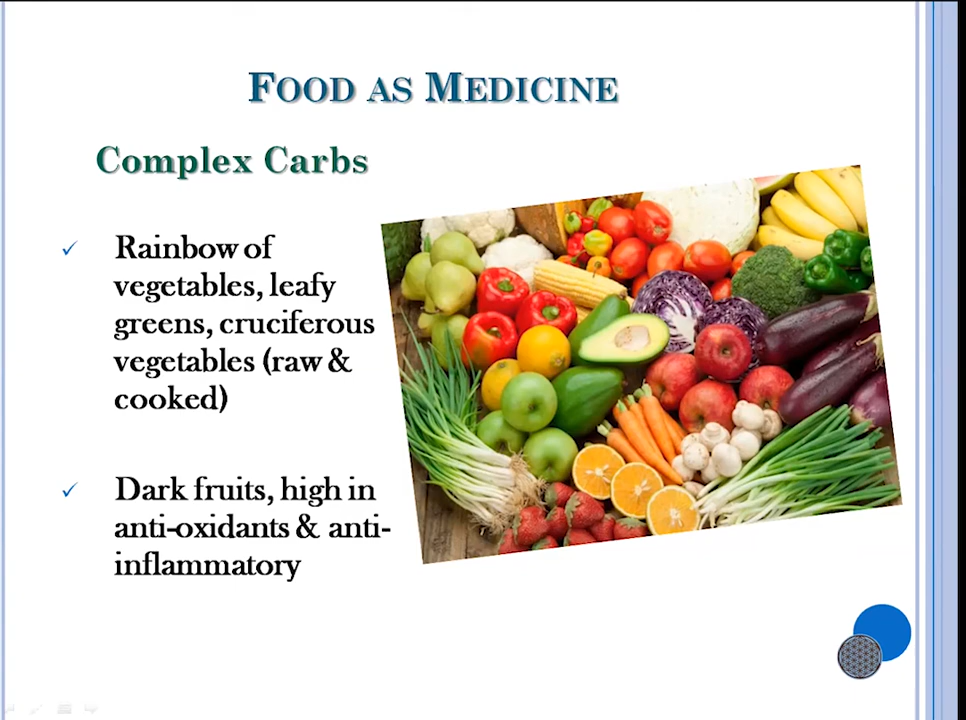 FOOD AS MEDICINE
Complex Carbs
Rainbow of
vegetables, leafy
greens, cruciferous
vegetables (raw &
cooked)
Dark fruits, high in
anti-oxidants & anti-
inflammatory